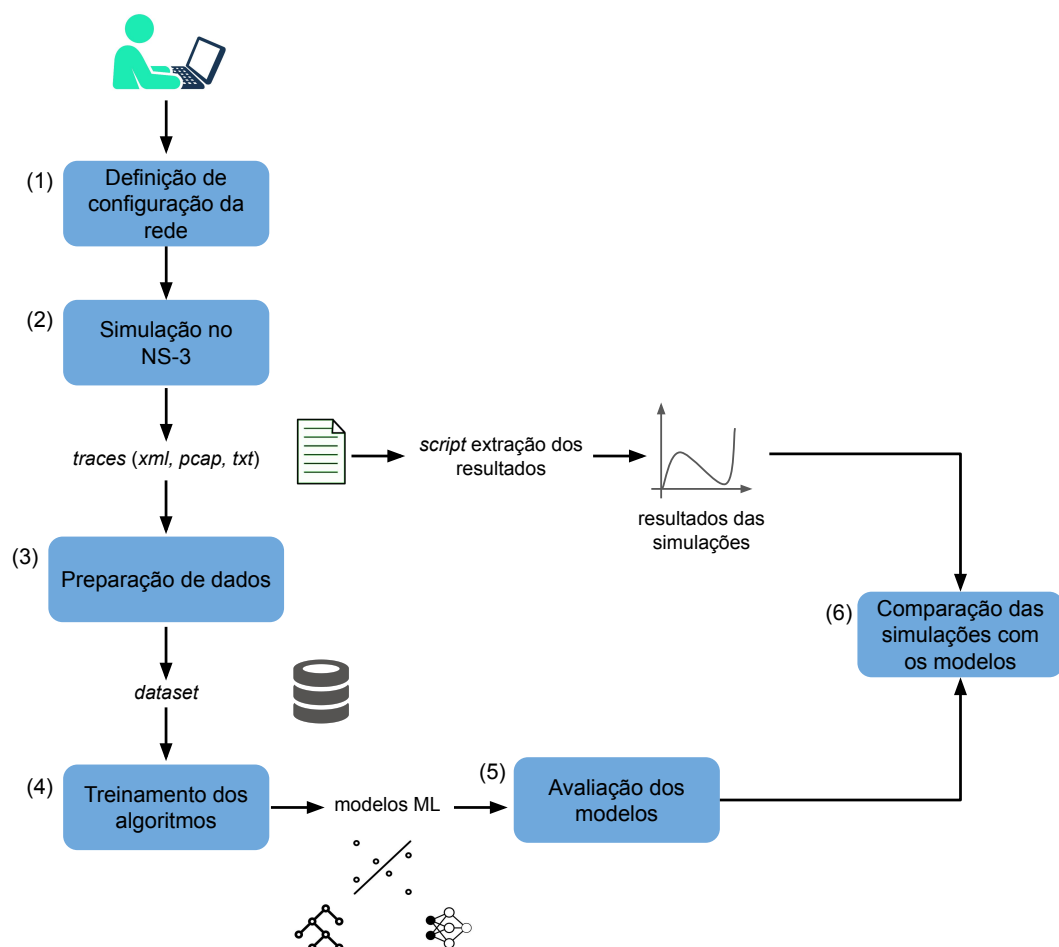 (1)
Definição de
configuração da
rede
(2)
Simulação no
NS-3
traces (xml, pcap, txt)
script extração dos
resultados
resultados das
simulações
(3)
Preparação de dados
(6)
Comparação das
simulações com
os modelos
dataset
(4)
Treinamento dos
algoritmos
modelos ML
(5)
Avaliação dos
modelos